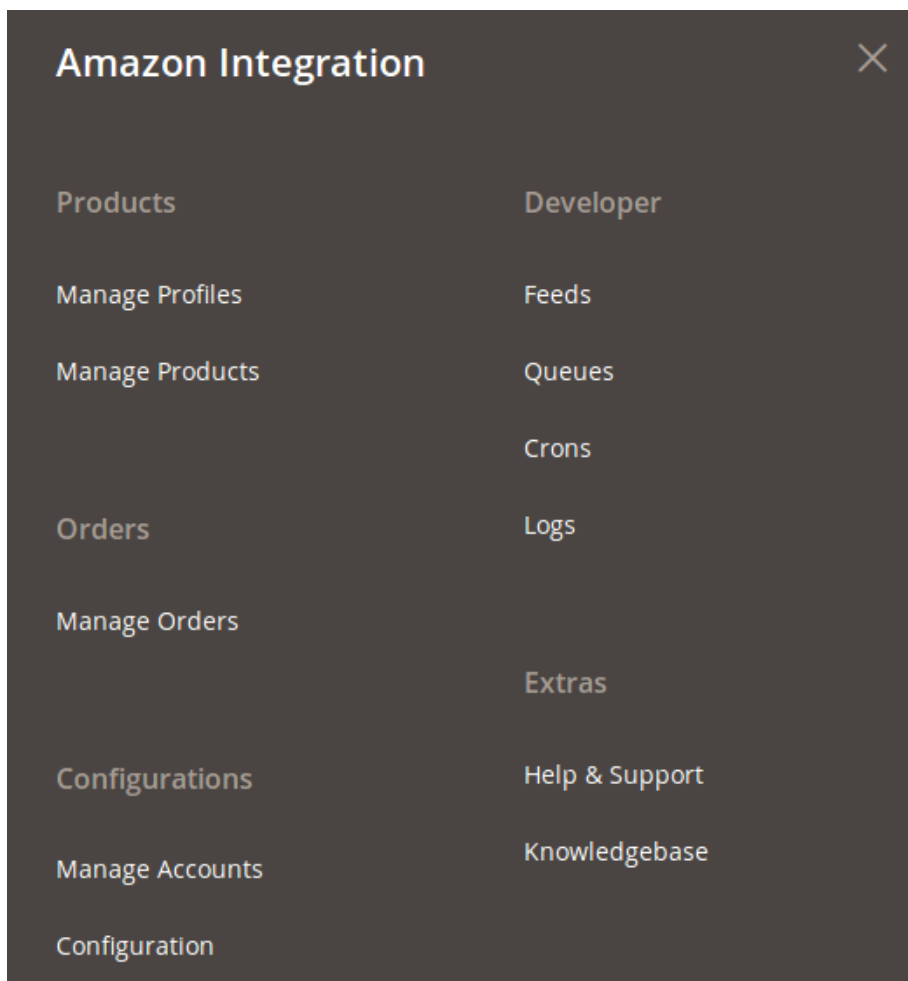 Amazon Integration
Products
Manage Profiles
Manage Products
Orders
Manage Orders
Configurations
Manage Accounts
Configuration
Developer
Feeds
Queues
Crons
Logs
Extras
Help & Support
Knowledgebase